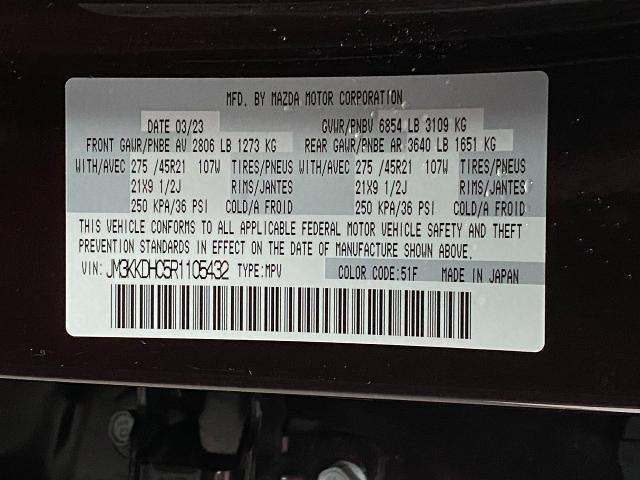 MFD. BY MAZDA MOTOR CORPORATION
DATE 03/23 GVWR/PNBV 6854 LB 3109 KG
FRONT GAWR/PNBE AV 2806 LB 1273 KG REAR GAWR/PNBE AR 3640 LB 1651 KG
WITH/AVEC 275 /45R21 107W TIRES/PNEUS WITH/AVEC 275 /45R21 107W TIRES/PNEUS
21X9 1/2J RIMS/JANTES 21X9 1/2J RIMS/JANTES
250 KPA/36 PSI COLD/A FROID 250 KPA/36 PSI COLD/A FROID
THIS VEHICLE CONFORMS TO ALL APPLICABLE FEDERAL MOTOR VEHICLE SAFETY AND THEFT
PREVENTION STANDARDS IN EFFECT ON THE DATE OF MANUFACTURE SHOWN ABOVE.
VIN: JM3KKDHC5R1105432 TYPE:MPV COLOR CODE:51F MADE IN JAPAN